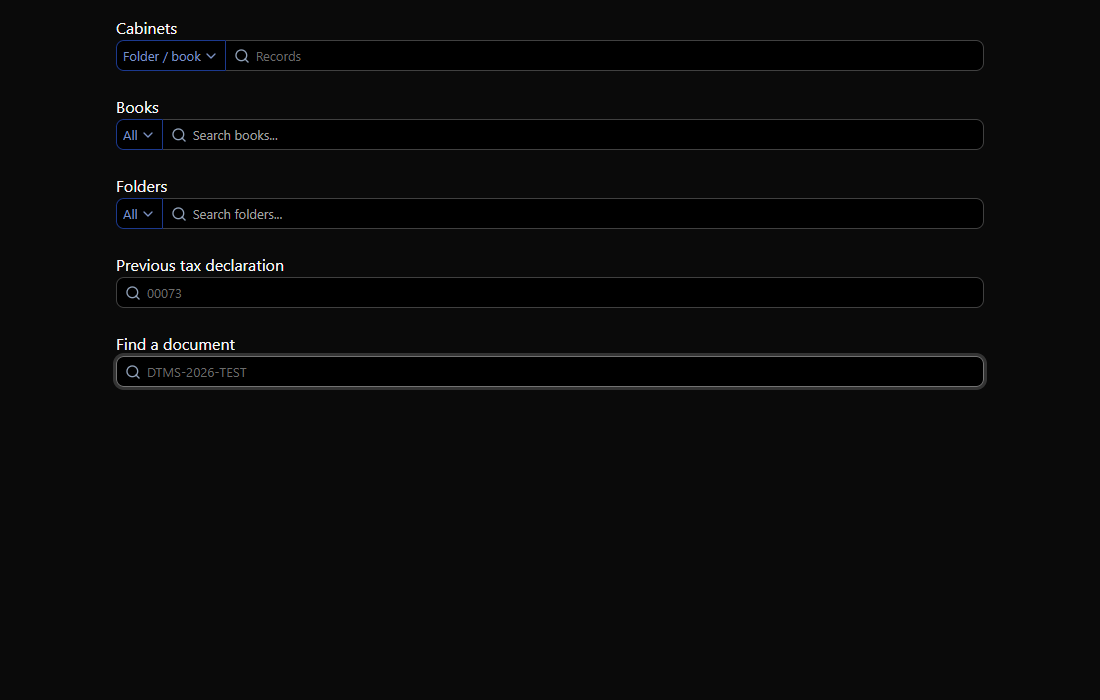 Cabinets
Folder / book Records
Books
All Search books...
Folders
All Search folders...
Previous tax declaration
00073
Find a document
DTMS-2026-TEST